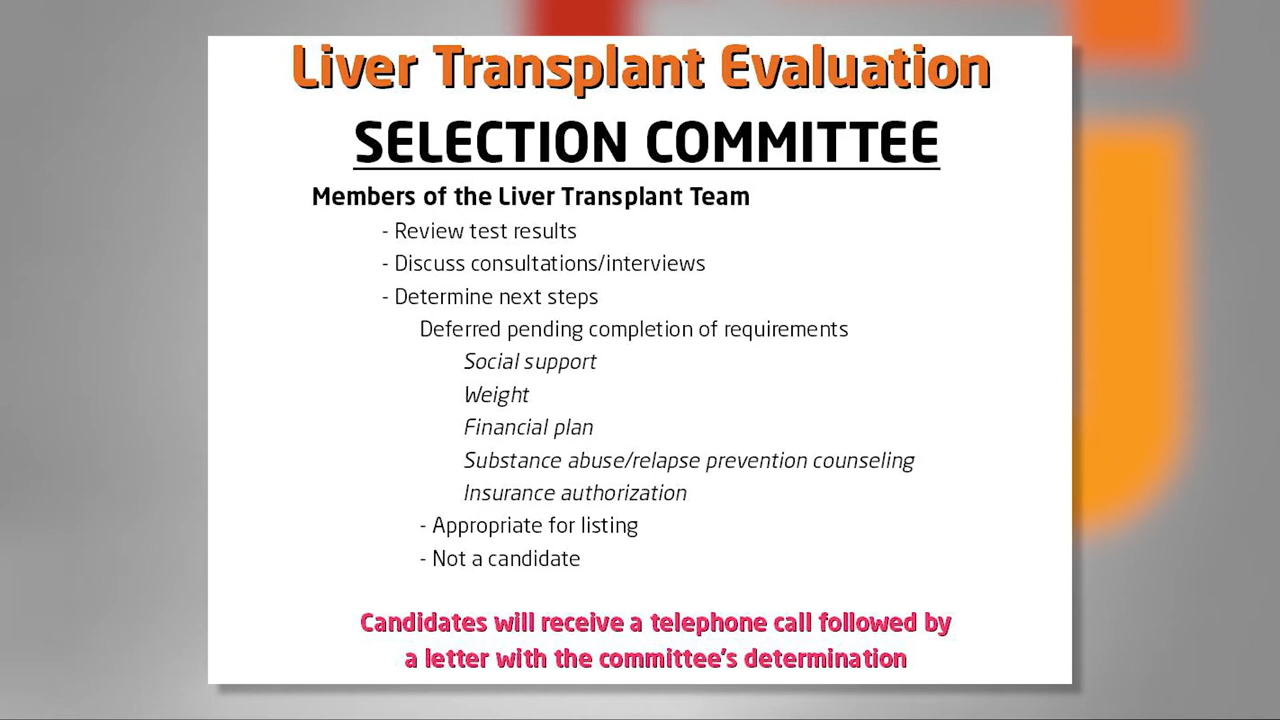 Liver Transplant Evaluation
SELECTION COMMITTEE
Members of the Liver Transplant Team
- Review test results
- Discuss consultations/interviews
- Determine next steps
Deferred pending completion of requirements
Social support
Weight
Financial plan
Substance abuse/relapse prevention counseling
Insurance authorization
- Appropriate for listing
- Not a candidate
Candidates will receive a telephone call followed by
a letter with the committee's determination